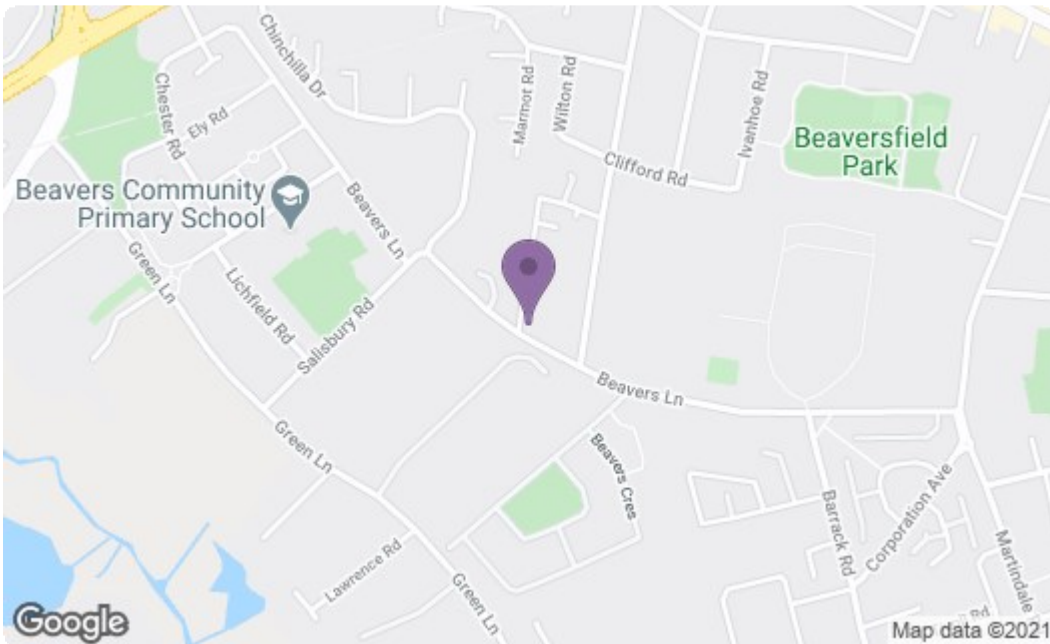 Chinchilla Dr
Marmot Rd
Wilton Rd
Ivanhoe Rd
Chester Rd
Ely Rd
Beaversfield
Park
Clifford Rd
Beavers Community
Primary School
Beavers Ln
Green Ln
Lichfield Rd
Salisbury Rd
Beavers Ln
Green Ln
Beavers Cres
Barrack Rd
Corporation Ave
Martindale
Lawrence Rd
Green Ln
Rd
Google
Map data ©2021